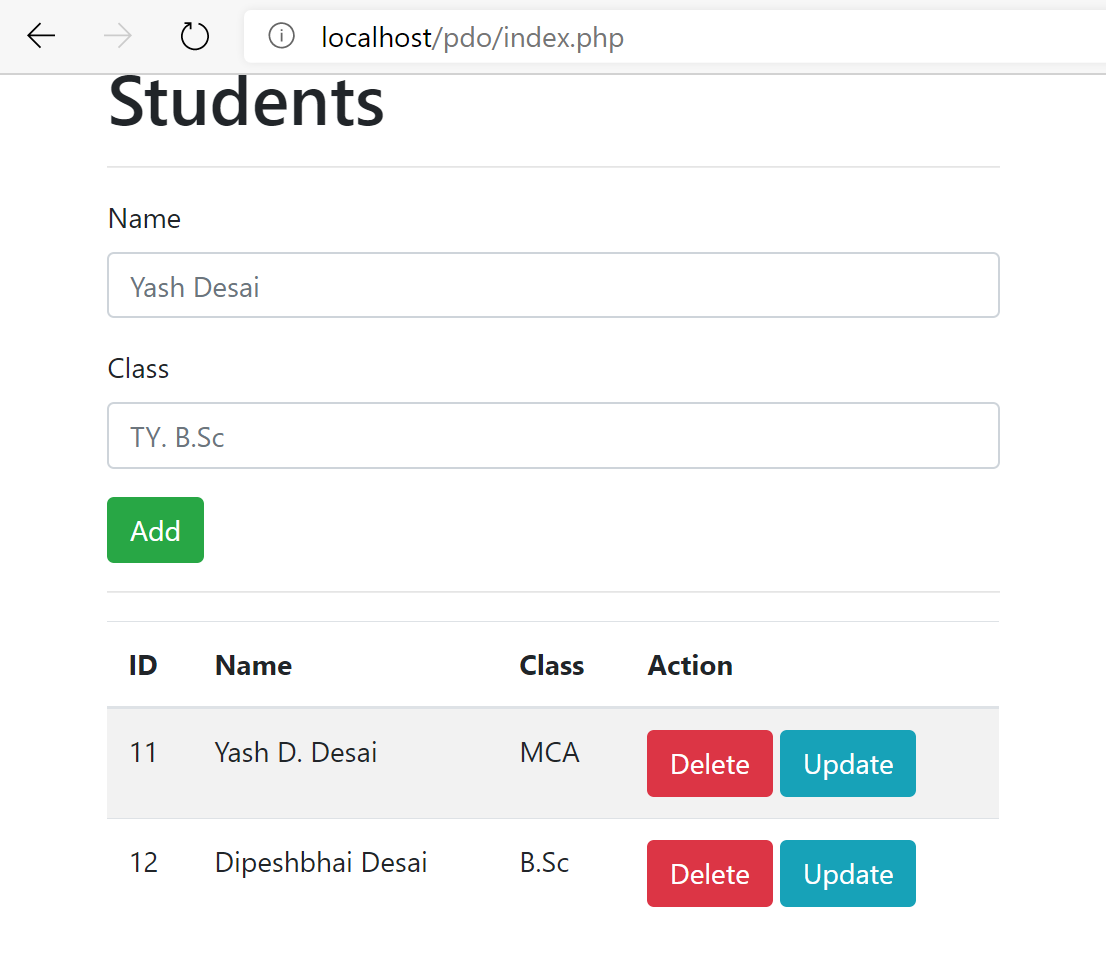 localhost/pdo/index.php
Students
Name
Yash Desai
Class
TY. B.Sc
Add
ID Name Class Action
11 Yash D. Desai MCA Delete Update
12 Dipeshbhai Desai B.Sc Delete Update